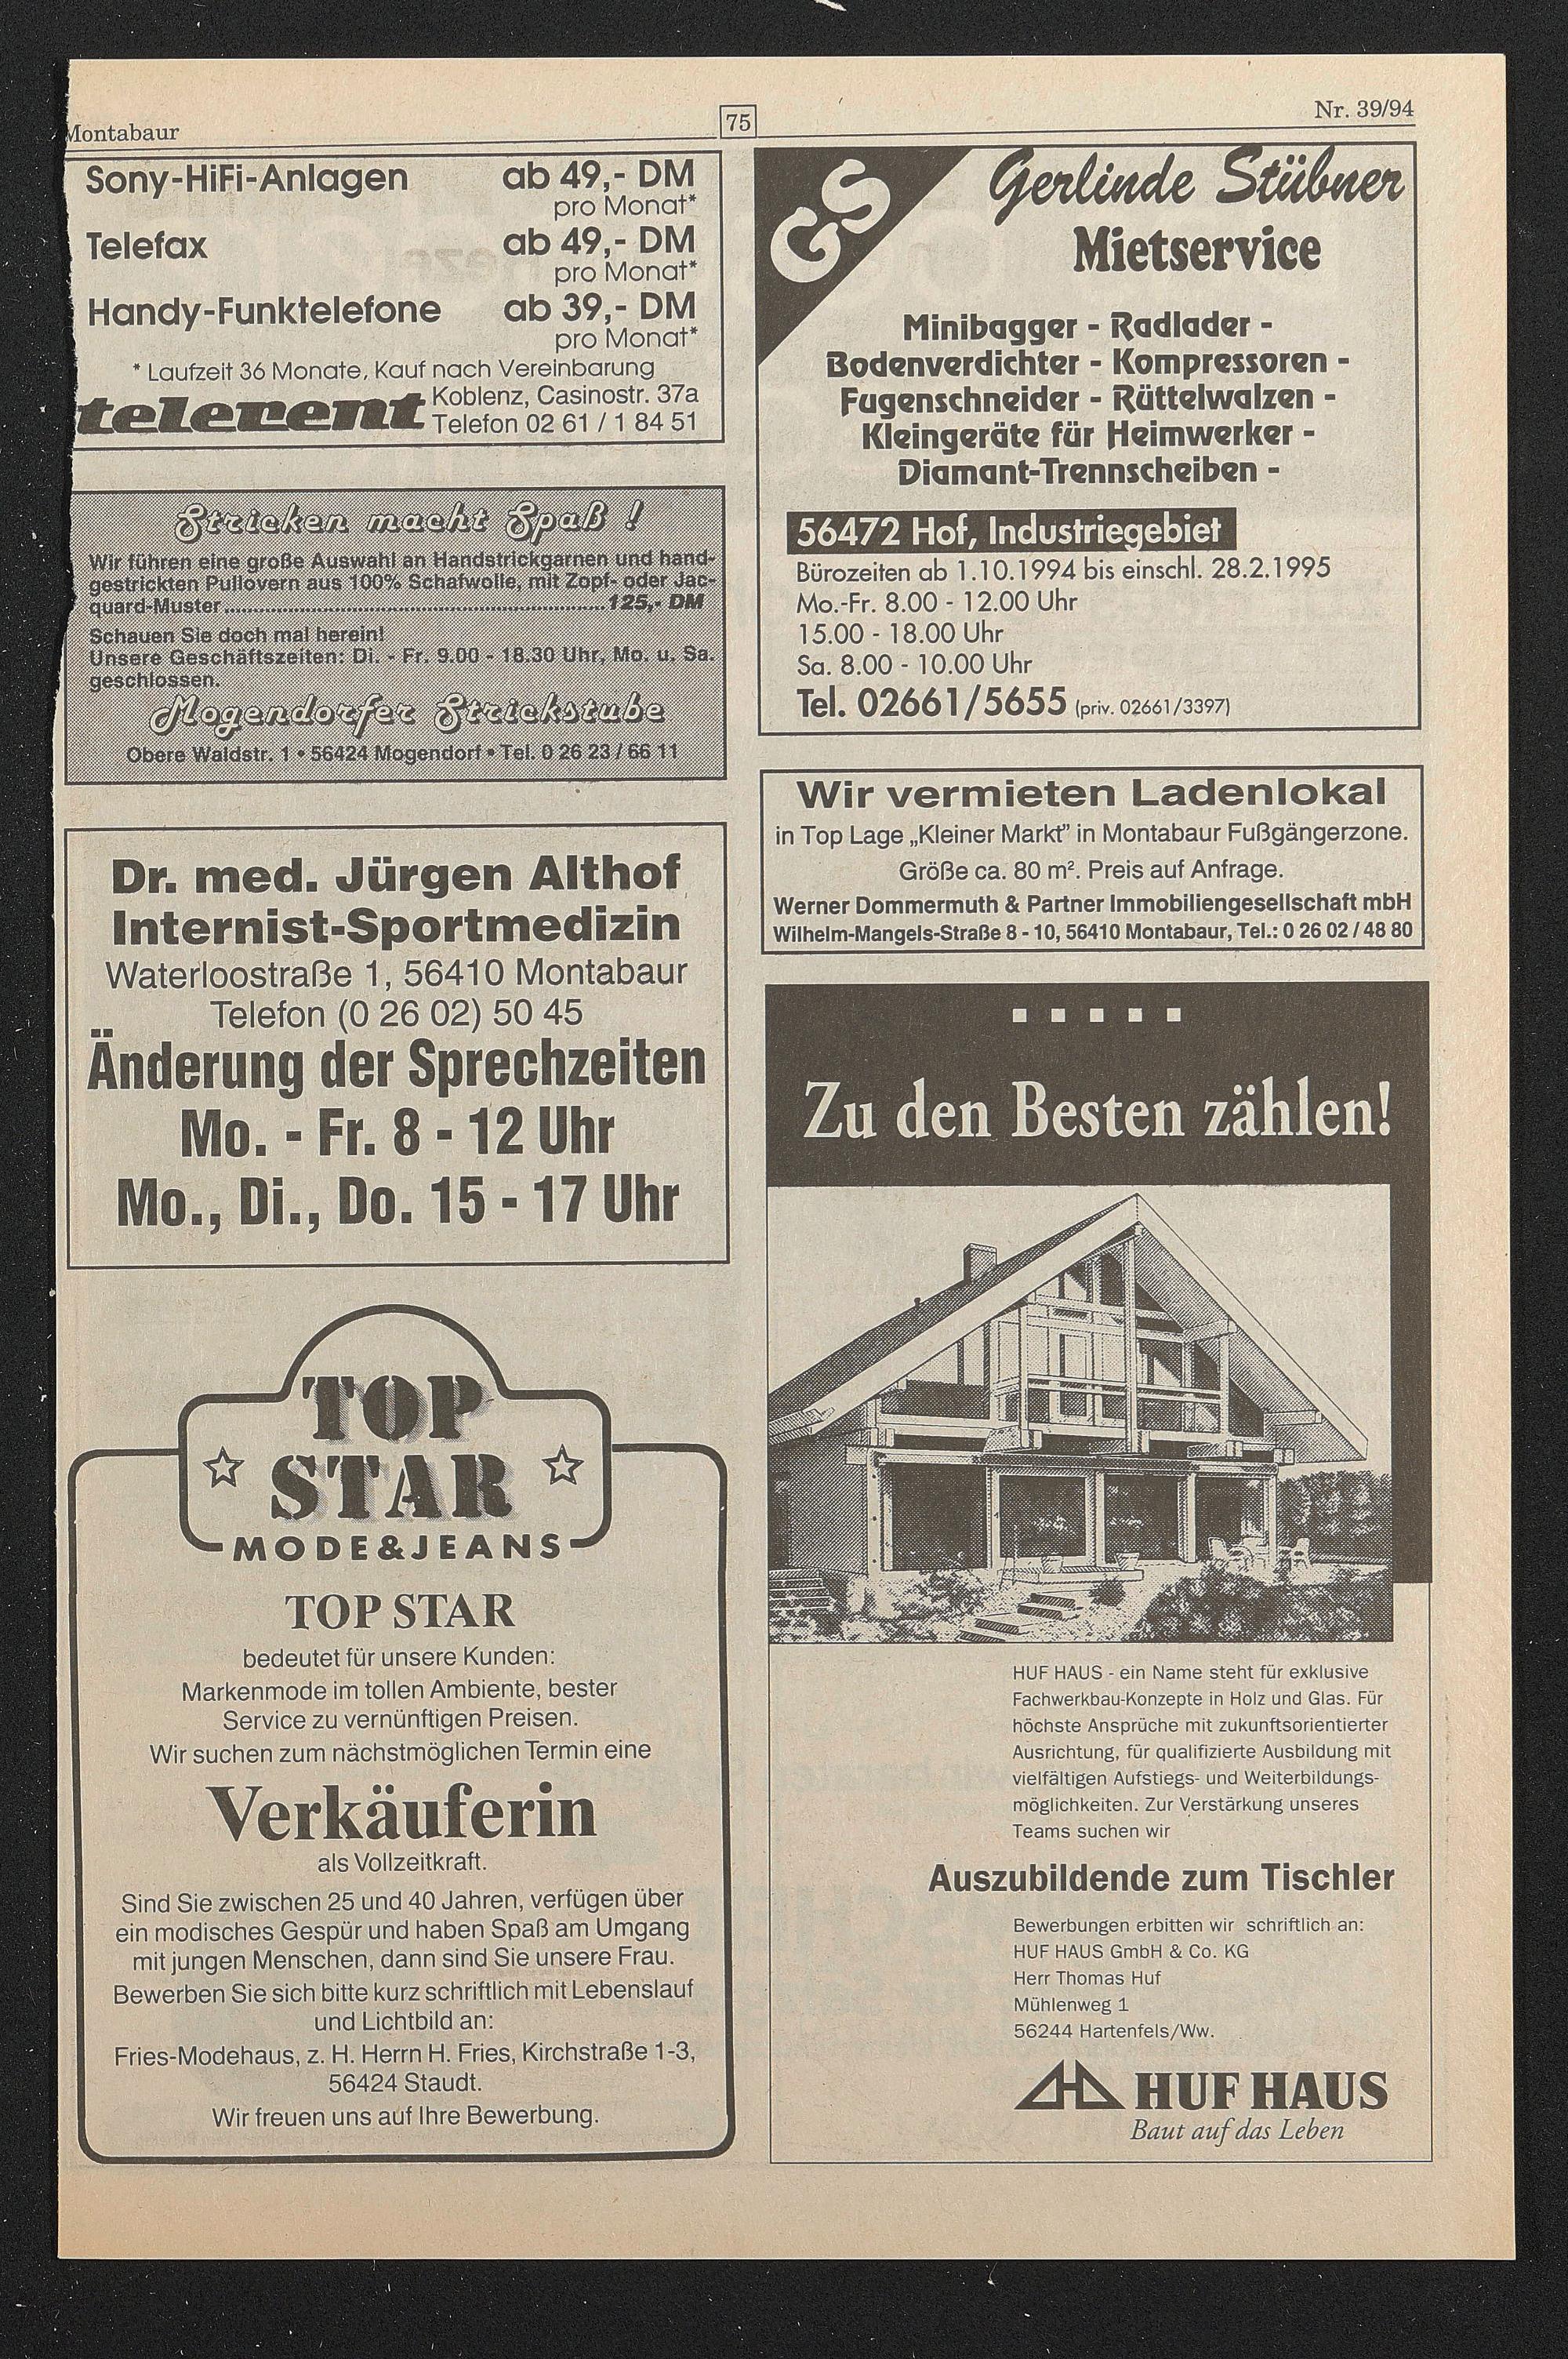 Montabaur
75
Nr. 39/94
Sony-HiFi-Anlagen ab 49,- DM
pro Monat*
Telefax ab 49,- DM
pro Monat*
Handy-Funktelefone ab 39,- DM
pro Monat*
* Laufzeit 36 Monate, Kauf nach Vereinbarung
telerent
Koblenz, Casinostr. 37a
Telefon 02 61 / 1 84 51
Stricken macht Spaß !
Wir führen eine große Auswahl an Handstrickgarnen und hand-
gestrickten Pullovern aus 100% Schafwolle, mit Zopf- oder Jac-
quard-Muster ............................................................... 125,- DM
Schauen Sie doch mal herein!
Unsere Geschäftszeiten: Di. - Fr. 9.00 - 18.30 Uhr, Mo. u. Sa.
geschlossen.
Mogendorfer Strickstube
Obere Waldstr. 1 • 56424 Mogendorf • Tel. 0 26 23 / 66 11
Dr. med. Jürgen Althof
Internist-Sportmedizin
Waterloostraße 1, 56410 Montabaur
Telefon (0 26 02) 50 45
Änderung der Sprechzeiten
Mo. - Fr. 8 - 12 Uhr
Mo., Di., Do. 15 - 17 Uhr
TOP
STAR
MODE&JEANS
TOP STAR
bedeutet für unsere Kunden:
Markenmode im tollen Ambiente, bester
Service zu vernünftigen Preisen.
Wir suchen zum nächstmöglichen Termin eine
Verkäuferin
als Vollzeitkraft.
Sind Sie zwischen 25 und 40 Jahren, verfügen über
ein modisches Gespür und haben Spaß am Umgang
mit jungen Menschen, dann sind Sie unsere Frau.
Bewerben Sie sich bitte kurz schriftlich mit Lebenslauf
und Lichtbild an:
Fries-Modehaus, z. H. Herrn H. Fries, Kirchstraße 1-3,
56424 Staudt.
Wir freuen uns auf Ihre Bewerbung.
GS
Gerlinde Stübner
Mietservice
Minibagger - Radlader -
Bodenverdichter - Kompressoren -
Fugenschneider - Rüttelwalzen -
Kleingeräte für Heimwerker -
Diamant-Trennscheiben -
56472 Hof, Industriegebiet
Bürozeiten ab 1.10.1994 bis einschl. 28.2.1995
Mo.-Fr. 8.00 - 12.00 Uhr
15.00 - 18.00 Uhr
Sa. 8.00 - 10.00 Uhr
Tel. 02661/5655 (priv. 02661/3397)
Wir vermieten Ladenlokal
in Top Lage „Kleiner Markt" in Montabaur Fußgängerzone.
Größe ca. 80 m². Preis auf Anfrage.
Werner Dommermuth & Partner Immobiliengesellschaft mbH
Wilhelm-Mangels-Straße 8 - 10, 56410 Montabaur, Tel.: 0 26 02 / 48 80
Zu den Besten zählen!
HUF HAUS - ein Name steht für exklusive
Fachwerkbau-Konzepte in Holz und Glas. Für
höchste Ansprüche mit zukunftsorientierter
Ausrichtung, für qualifizierte Ausbildung mit
vielfältigen Aufstiegs- und Weiterbildungs-
möglichkeiten. Zur Verstärkung unseres
Teams suchen wir
Auszubildende zum Tischler
Bewerbungen erbitten wir schriftlich an:
HUF HAUS GmbH & Co. KG
Herr Thomas Huf
Mühlenweg 1
56244 Hartenfels/Ww.
HUF HAUS
Baut auf das Leben